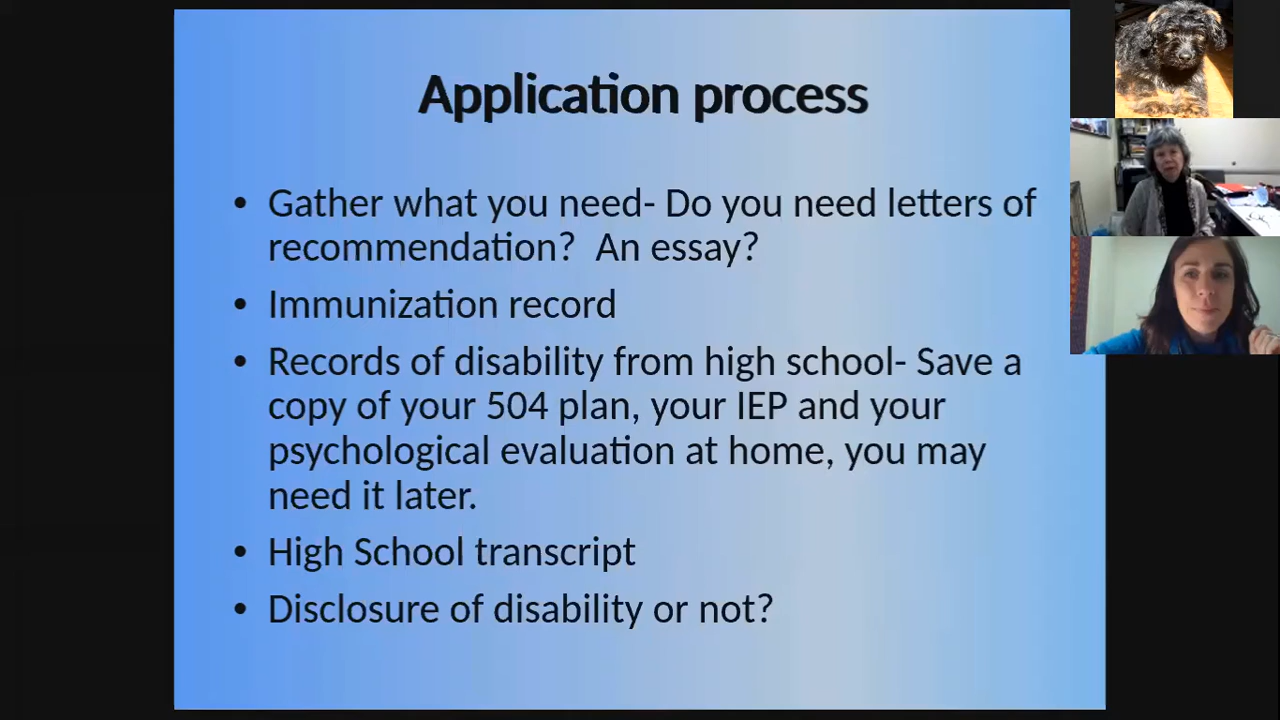 Application process
• Gather what you need- Do you need letters of
recommendation?  An essay?
• Immunization record
• Records of disability from high school- Save a
copy of your 504 plan, your IEP and your
psychological evaluation at home, you may
need it later.
• High School transcript
• Disclosure of disability or not?